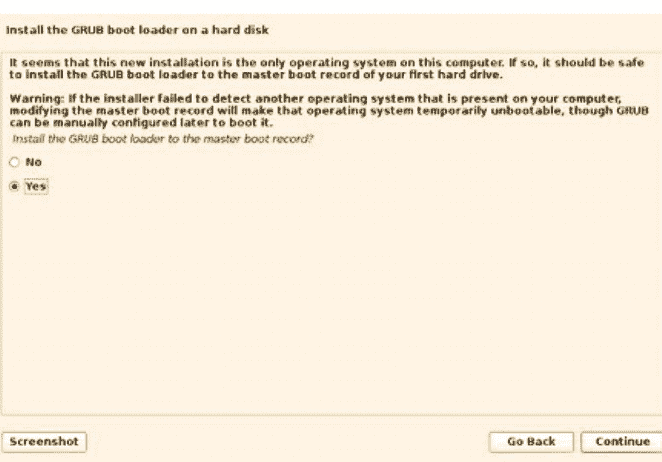 Install the GRUB boot loader on a hard disk
It seems that this new installation is the only operating system on this computer. If so, it should be safe
to install the GRUB boot loader to the master boot record of your first hard drive.
Warning: If the installer failed to detect another operating system that is present on your computer,
modifying the master boot record will make that operating system temporarily unbootable, though GRUB
can be manually configured later to boot it.
Install the GRUB boot loader to the master boot record?
No
Yes
Screenshot
Go Back
Continue